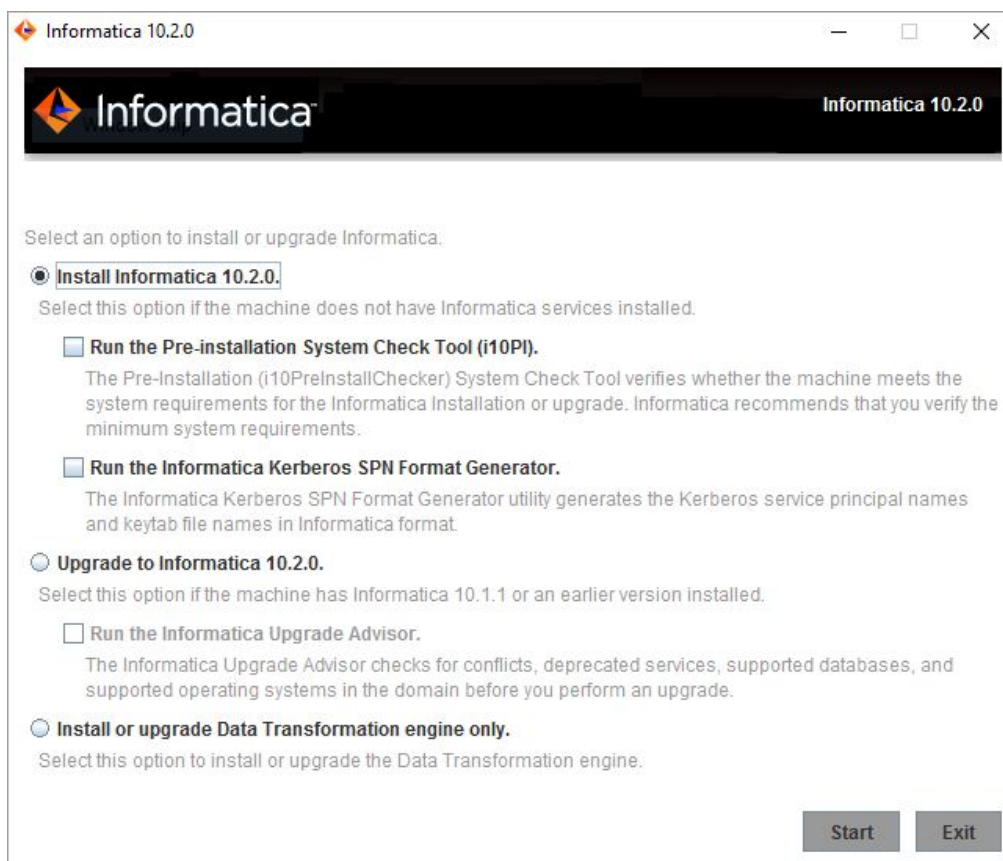 Informatica 10.2.0
Informatica
Informatica 10.2.0
Select an option to install or upgrade Informatica.
Install Informatica 10.2.0.
Select this option if the machine does not have Informatica services installed.
Run the Pre-installation System Check Tool (i10PI).
The Pre-Installation (i10PreInstallChecker) System Check Tool verifies whether the machine meets the
system requirements for the Informatica Installation or upgrade. Informatica recommends that you verify the
minimum system requirements.
Run the Informatica Kerberos SPN Format Generator.
The Informatica Kerberos SPN Format Generator utility generates the Kerberos service principal names
and keytab file names in Informatica format.
Upgrade to Informatica 10.2.0.
Select this option if the machine has Informatica 10.1.1 or an earlier version installed.
Run the Informatica Upgrade Advisor.
The Informatica Upgrade Advisor checks for conflicts, deprecated services, supported databases, and
supported operating systems in the domain before you perform an upgrade.
Install or upgrade Data Transformation engine only.
Select this option to install or upgrade the Data Transformation engine.
Start
Exit